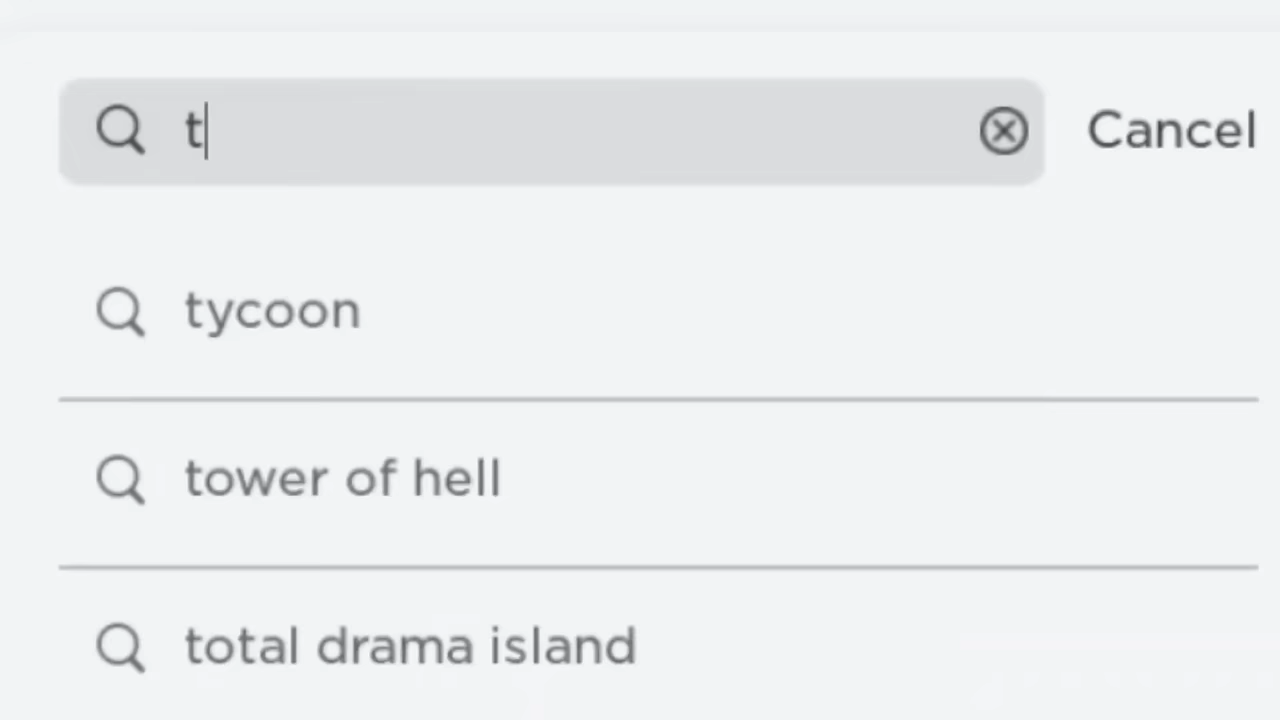 t
Cancel
tycoon
tower of hell
total drama island